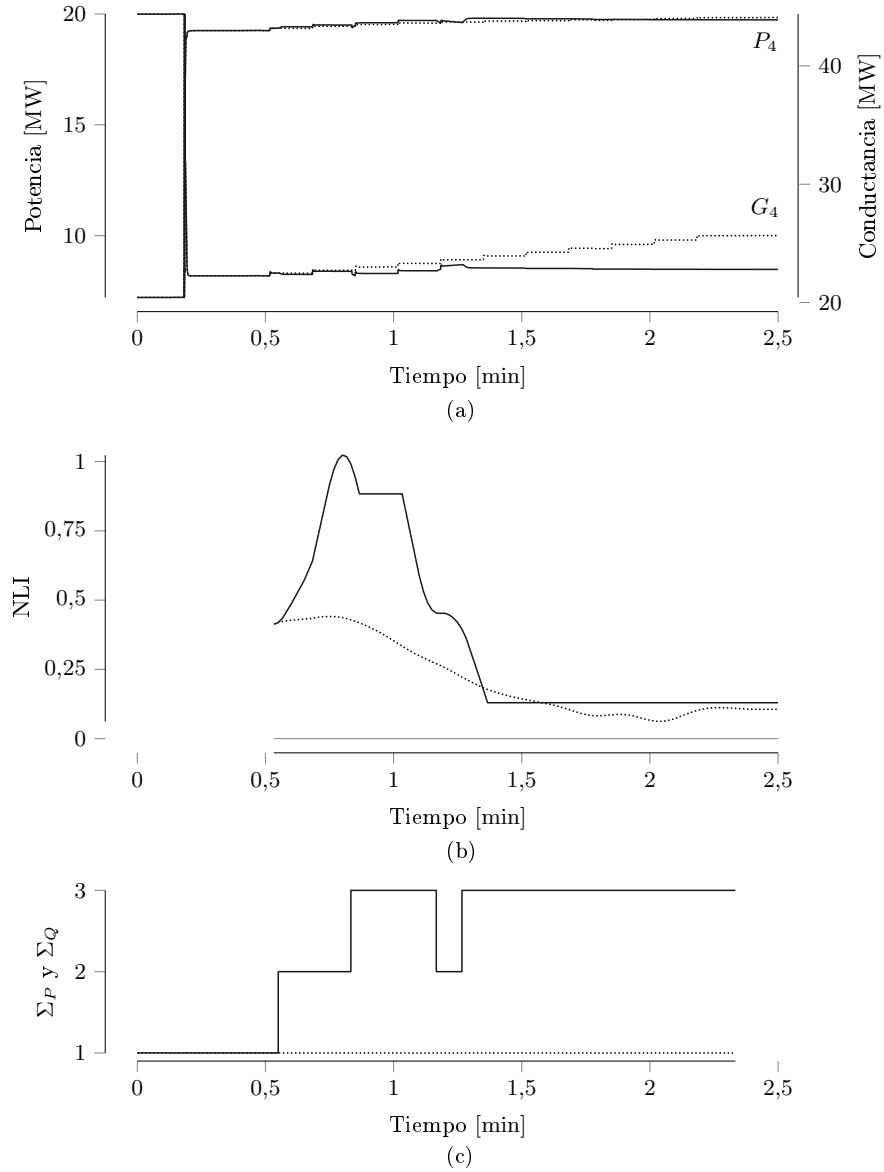 20
15
10
Potencia [MW]
P4
G4
40
30
20
Conductancia [MW]
0 0,5 1 1,5 2 2,5
Tiempo [min]
(a)
1
0,75
0,5
0,25
0
NLI
0 0,5 1 1,5 2 2,5
Tiempo [min]
(b)
3
2
1
ΣP y ΣQ
0 0,5 1 1,5 2 2,5
Tiempo [min]
(c)